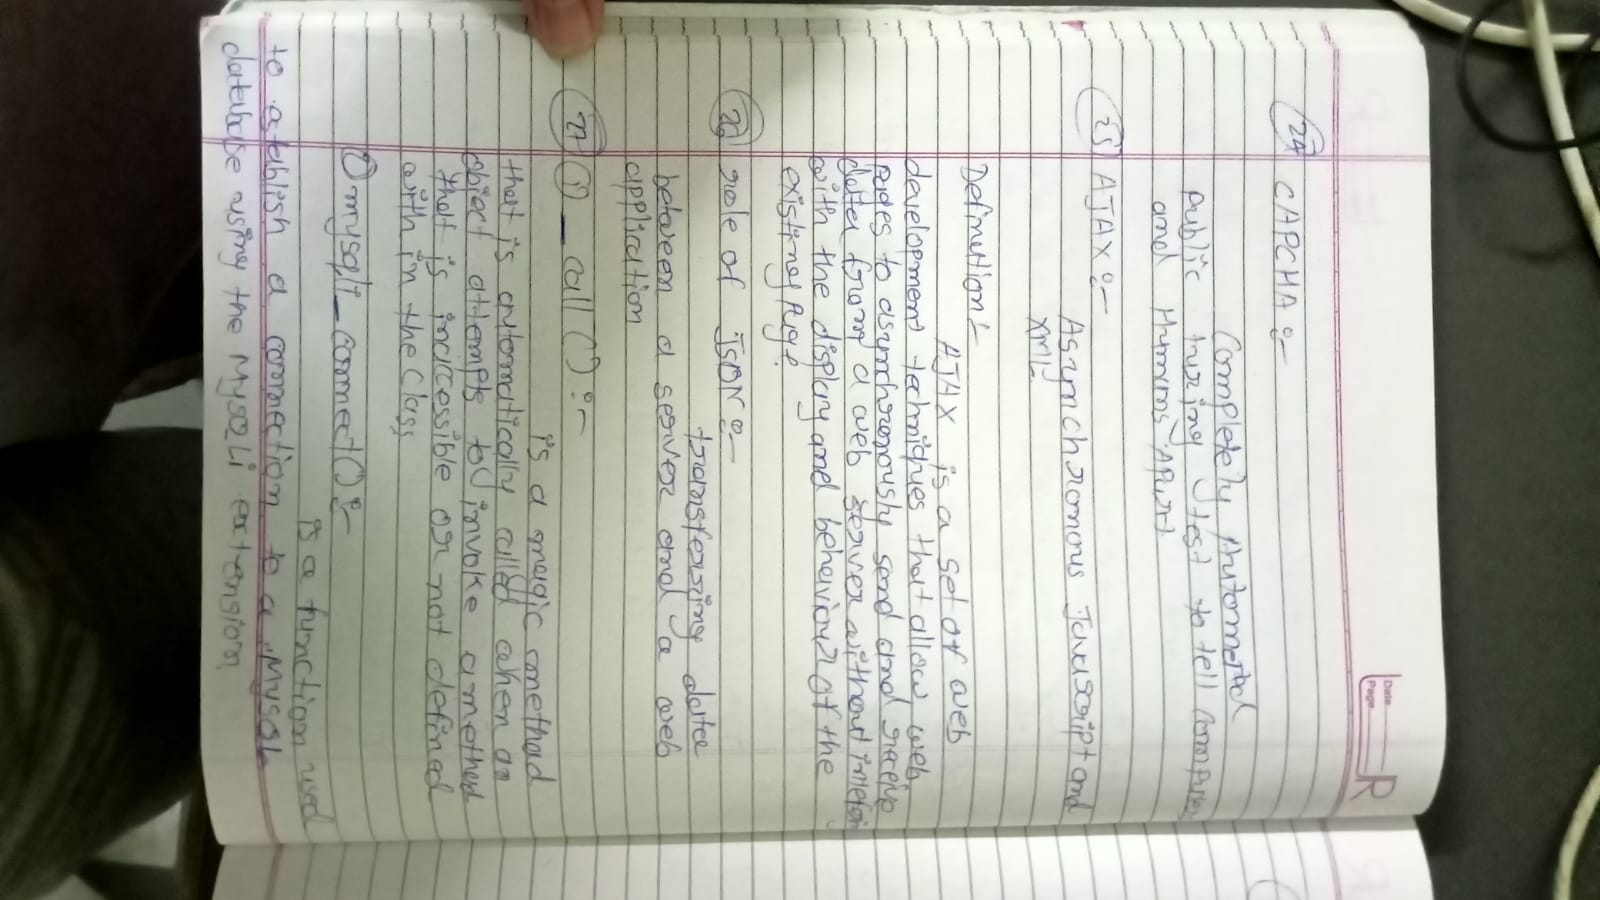 Date
Page
R
24 CAPCHA :-
Completely Automated
Public turing test to tell computer
and Humans Apart
25 AJAX :-
Asynchronous Javascript and
XML
Definetion :-
AJAX is a set of web
development techniques that allow web
pages to asynchronously send and receive
data from a web server without interfering
with the display and behaviour of the
existing page
26 role of JSON :-
transferring data
between a server and a web
application
27 ① _ call () :-
is a magic method
that is automatically called when an
object attempts to invoke a method
that is inaccessible or not defined
with in the class
② mysqli_connect() :-
is a function used
to establish a connection to a MySQL
database using the MySQLi extension